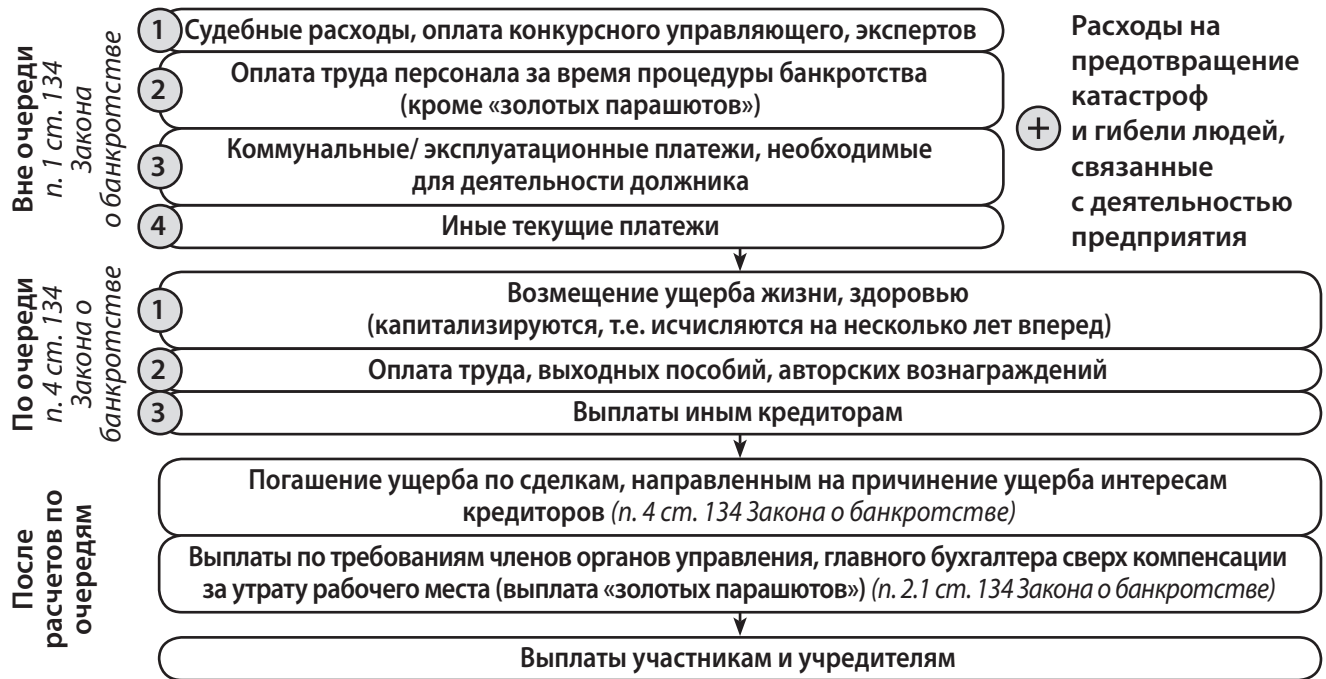 Вне очереди
п. 1 ст. 134
Закона
о банкротстве
1 Судебные расходы, оплата конкурсного управляющего, экспертов
2 Оплата труда персонала за время процедуры банкротства
(кроме «золотых парашютов»)
3 Коммунальные/ эксплуатационные платежи, необходимые
для деятельности должника
4 Иные текущие платежи
+
Расходы на
предотвращение
катастроф
и гибели людей,
связанные
с деятельностью
предприятия
По очереди
п. 4 ст. 134
Закона о
банкротстве
1 Возмещение ущерба жизни, здоровью
(капитализируются, т.е. исчисляются на несколько лет вперед)
2 Оплата труда, выходных пособий, авторских вознаграждений
3 Выплаты иным кредиторам
После
расчетов по
очередям
Погашение ущерба по сделкам, направленным на причинение ущерба интересам
кредиторов (п. 4 ст. 134 Закона о банкротстве)
Выплаты по требованиям членов органов управления, главного бухгалтера сверх компенсации
за утрату рабочего места (выплата «золотых парашютов») (п. 2.1 ст. 134 Закона о банкротстве)
Выплаты участникам и учредителям